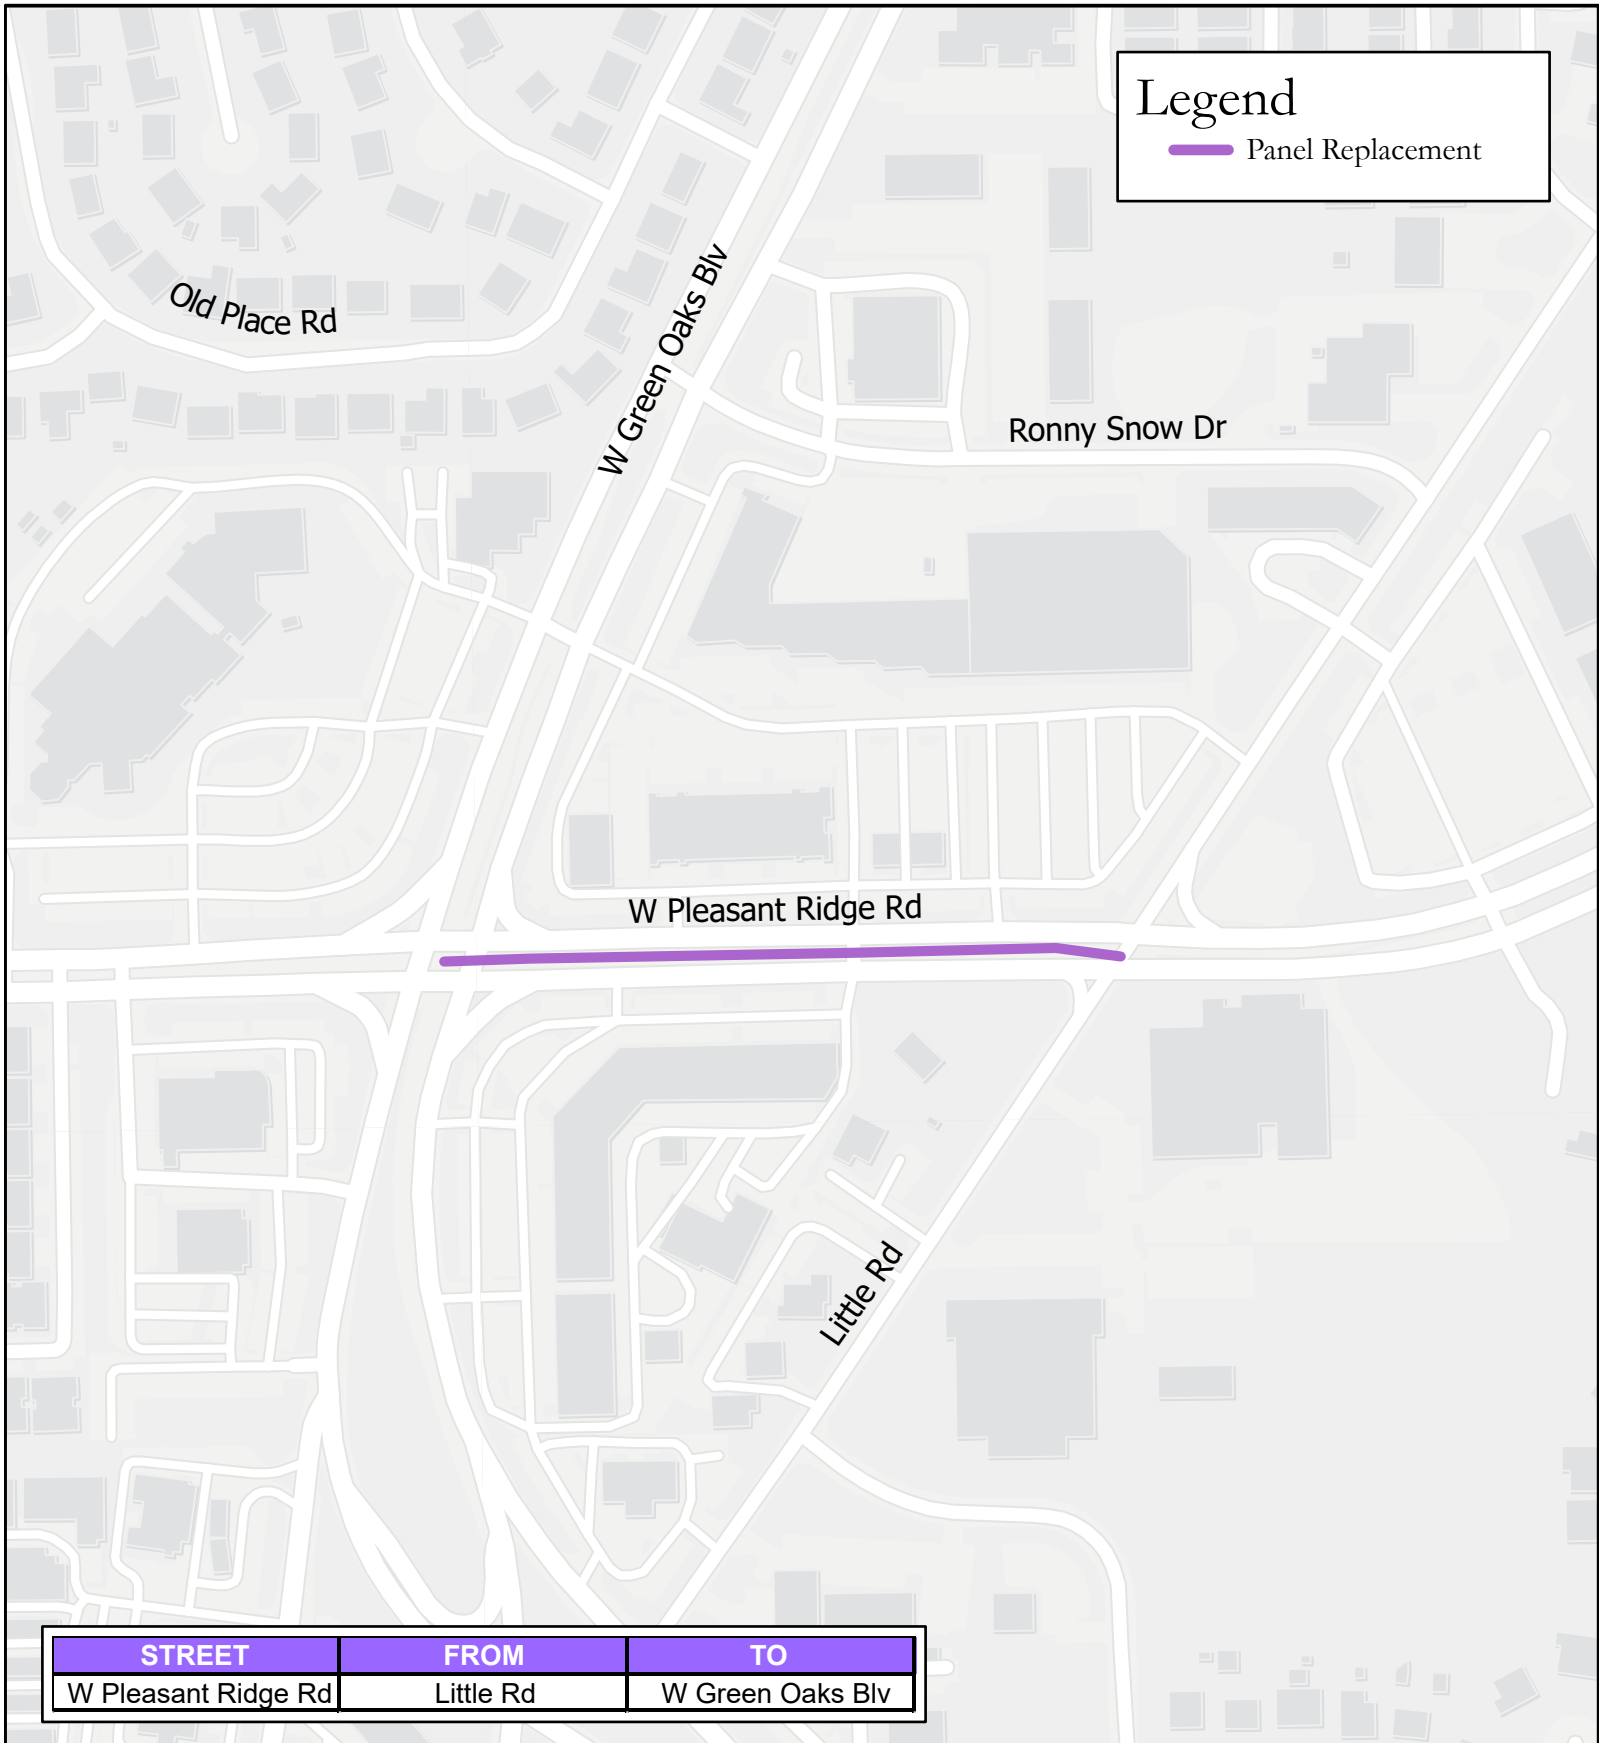 Legend
Panel Replacement
Old Place Rd
W Green Oaks Blv
Ronny Snow Dr
W Pleasant Ridge Rd
Little Rd
STREET FROM TO
W Pleasant Ridge Rd Little Rd W Green Oaks Blv